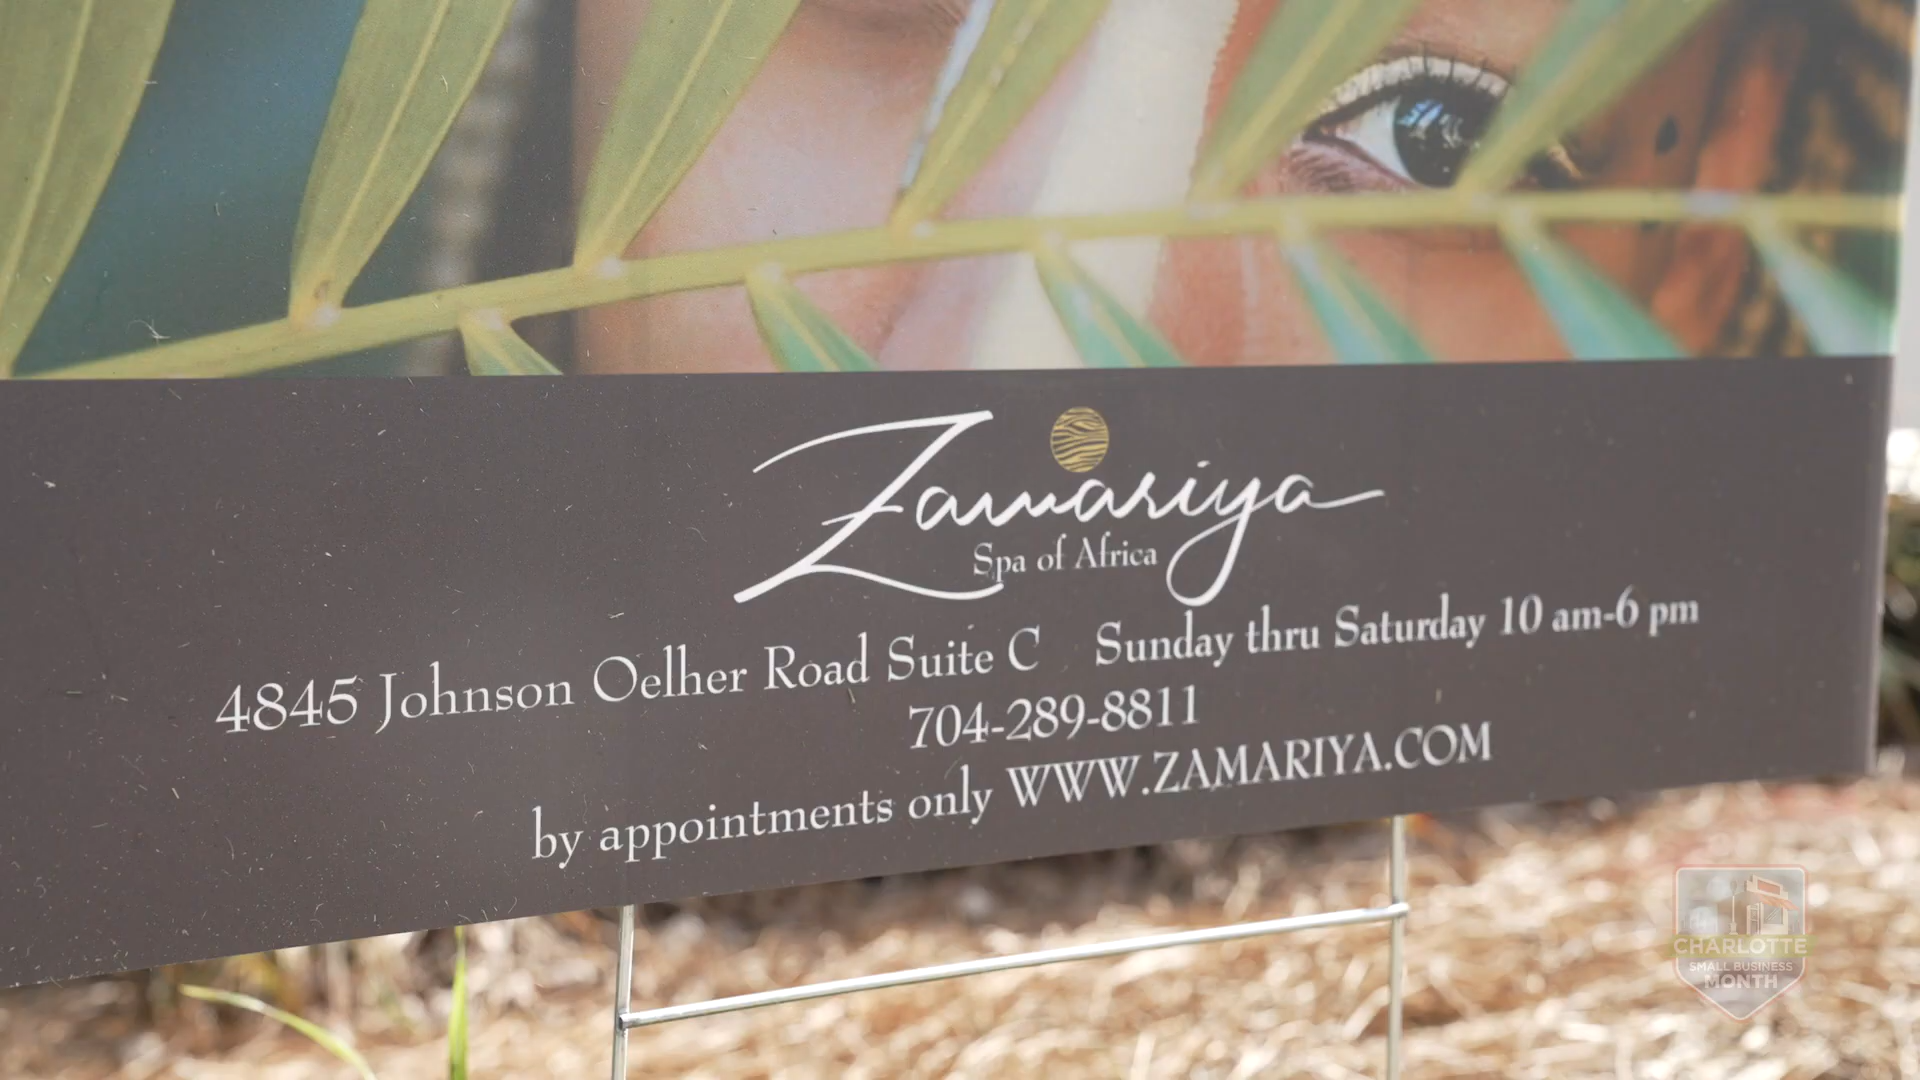 Zamariya
Spa of Africa
4845 Johnson Oelher Road Suite C Sunday thru Saturday 10 am-6 pm
704-289-8811
by appointments only WWW.ZAMARIYA.COM
CHARLOTTE
SMALL BUSINESS
MONTH